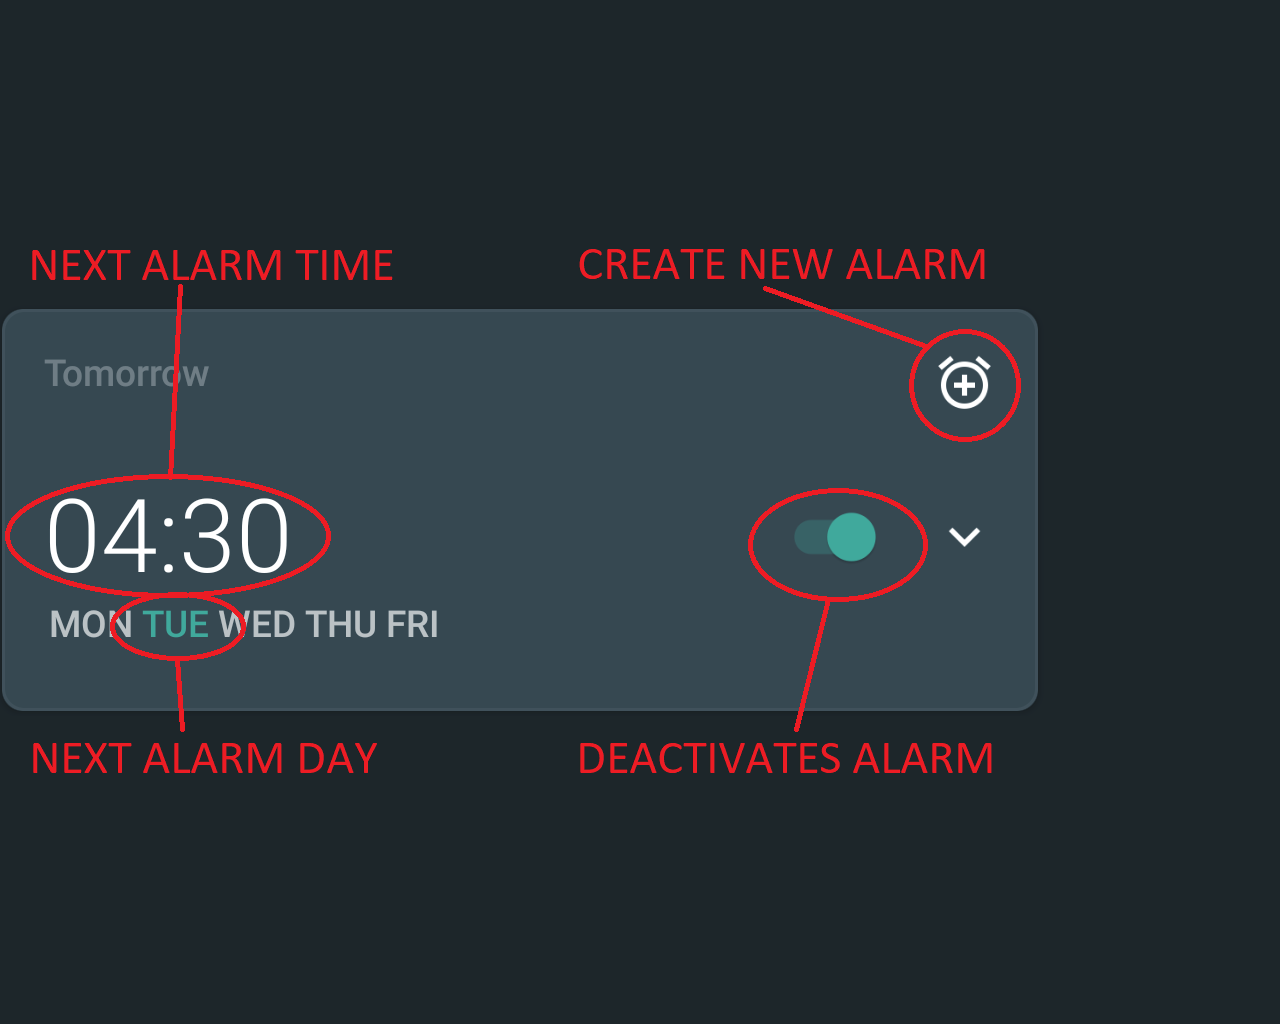 NEXT ALARM TIME
CREATE NEW ALARM
Tomorrow
04:30
MON TUE WED THU FRI
NEXT ALARM DAY
DEACTIVATES ALARM